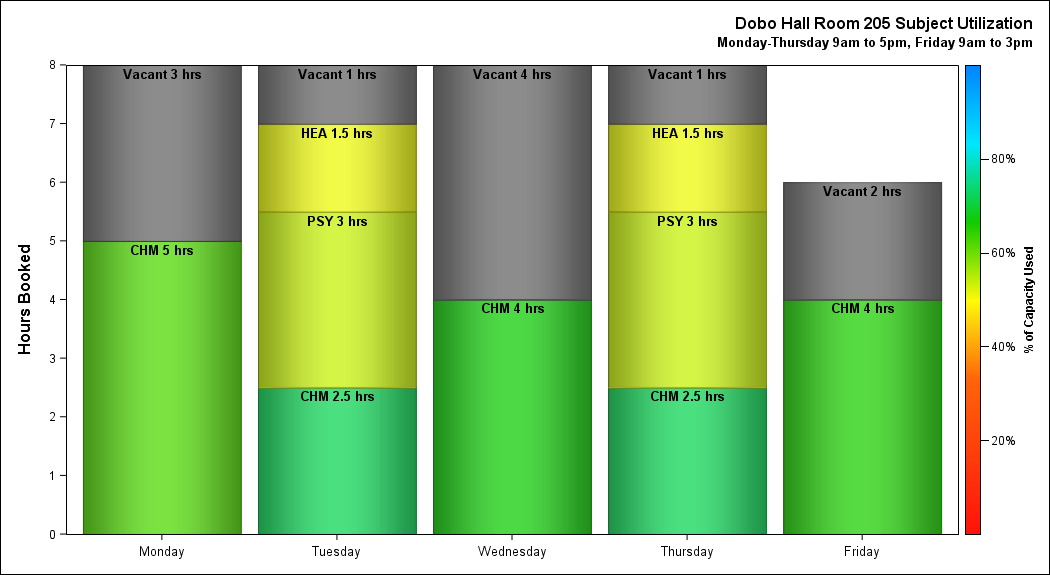 Dobo Hall Room 205 Subject Utilization
Monday-Thursday 9am to 5pm, Friday 9am to 3pm
Hours Booked
8
7
6
5
4
3
2
1
0
Vacant 3 hrs
CHM 5 hrs
Vacant 1 hrs
HEA 1.5 hrs
PSY 3 hrs
CHM 2.5 hrs
Vacant 4 hrs
CHM 4 hrs
Vacant 1 hrs
HEA 1.5 hrs
PSY 3 hrs
CHM 2.5 hrs
Vacant 2 hrs
CHM 4 hrs
Monday
Tuesday
Wednesday
Thursday
Friday
80%
60%
40%
20%
% of Capacity Used